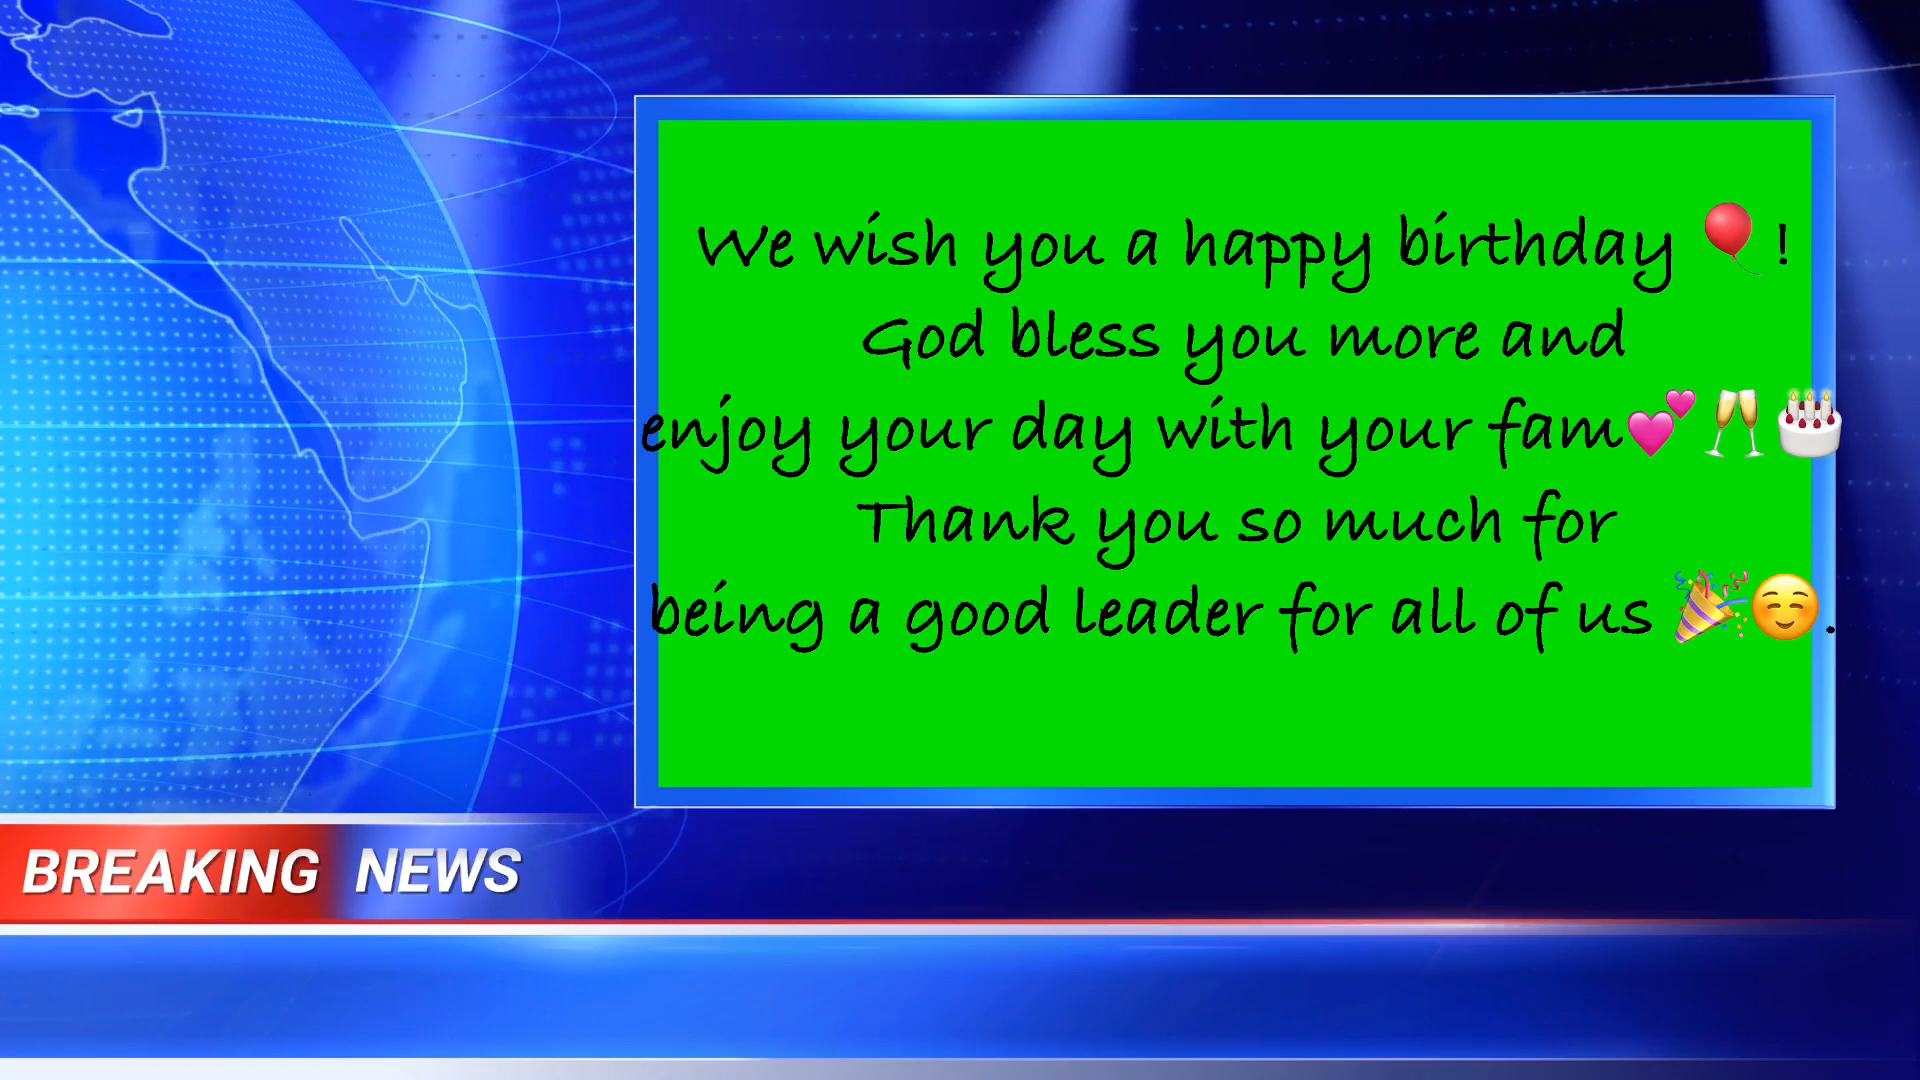 We wish you a happy birthday 🎈!
God bless you more and
enjoy your day with your fam💕🥂🎂
Thank you so much for
being a good leader for all of us 🎉☺️.
BREAKING NEWS